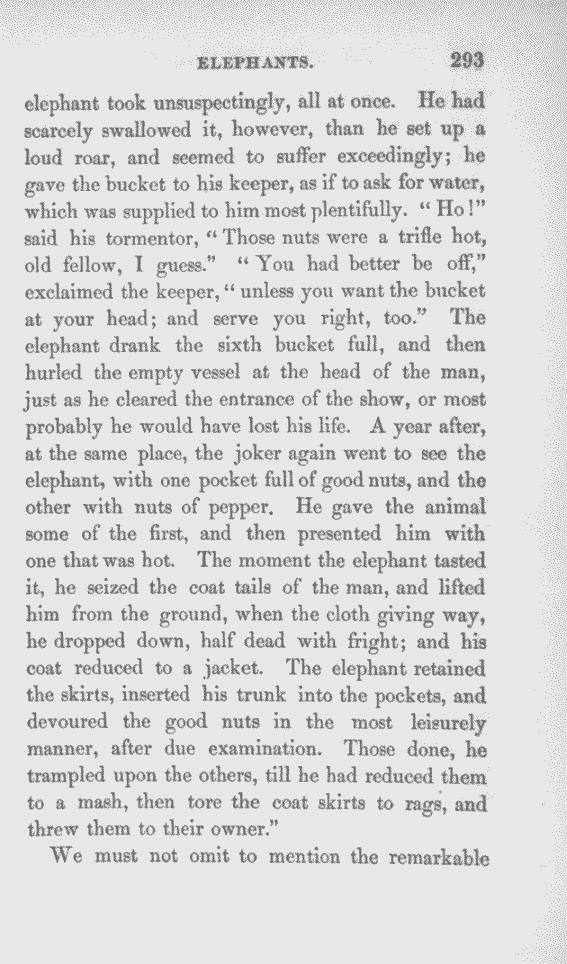 ELEPHANTS. 293
elephant took unsuspectingly, all at once. He had
scarcely swallowed it, however, than he set up a
loud roar, and seemed to suffer exceedingly; he
gave the bucket to his keeper, as if to ask for water,
which was supplied to him most plentifully. “ Ho !”
said his tormentor, “ Those nuts were a trifle hot,
old fellow, I guess.” “ You had better be off,”
exclaimed the keeper, “ unless you want the bucket
at your head; and serve you right, too.” The
elephant drank the sixth bucket full, and then
hurled the empty vessel at the head of the man,
just as he cleared the entrance of the show, or most
probably he would have lost his life. A year after,
at the same place, the joker again went to see the
elephant, with one pocket full of good nuts, and the
other with nuts of pepper. He gave the animal
some of the first, and then presented him with
one that was hot. The moment the elephant tasted
it, he seized the coat tails of the man, and lifted
him from the ground, when the cloth giving way,
he dropped down, half dead with fright; and his
coat reduced to a jacket. The elephant retained
the skirts, inserted his trunk into the pockets, and
devoured the good nuts in the most leisurely
manner, after due examination. Those done, he
trampled upon the others, till he had reduced them
to a mash, then tore the coat skirts to rags, and
threw them to their owner.”
We must not omit to mention the remarkable